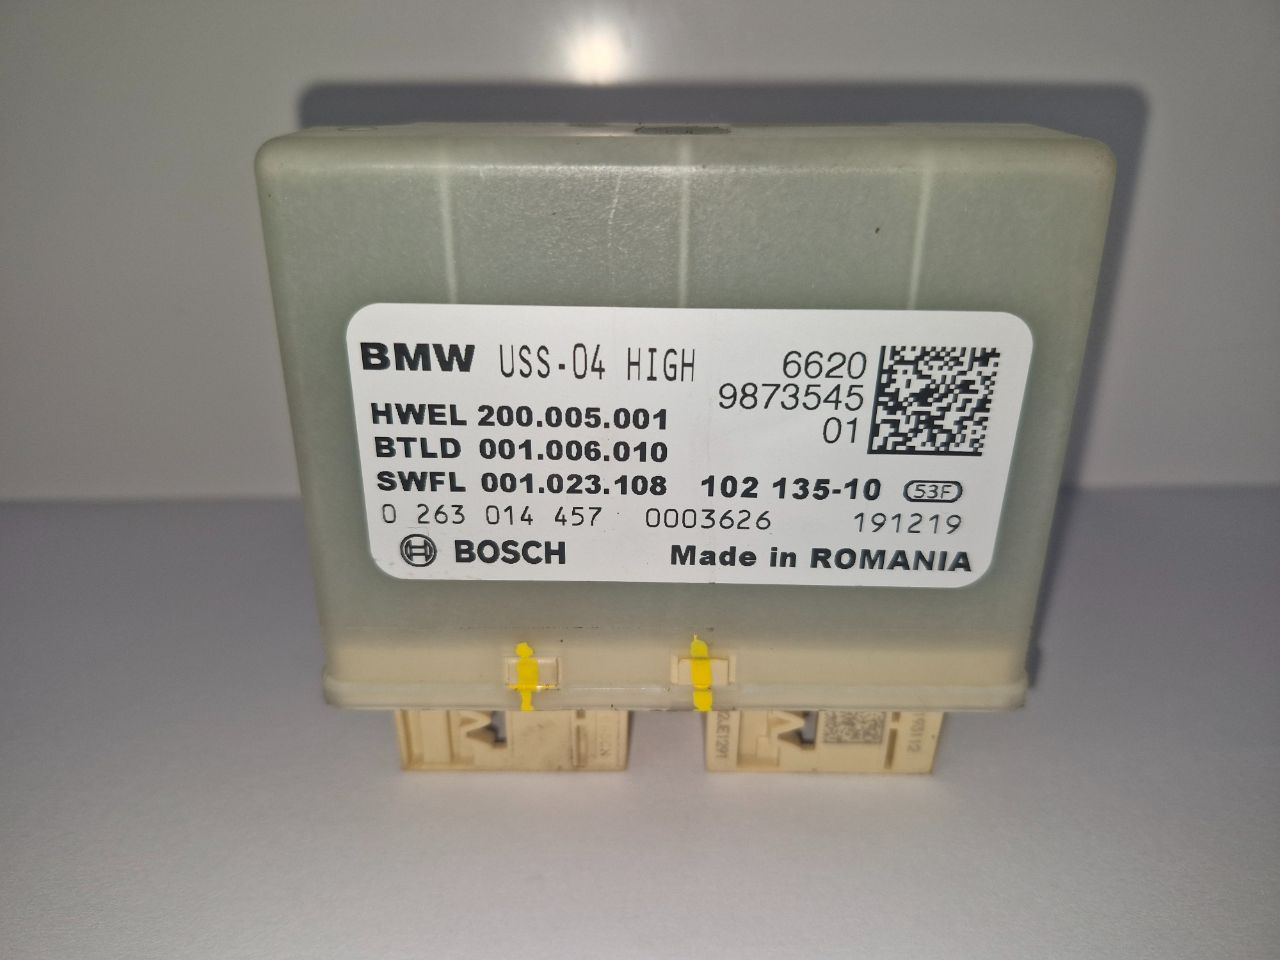 BMW USS-04 HIGH 6620
9873545
01
HWEL 200.005.001
BTLD 001.006.010
SWFL 001.023.108 102 135-10 53F
0 263 014 457 0003626 191219
BOSCH Made in ROMANIA